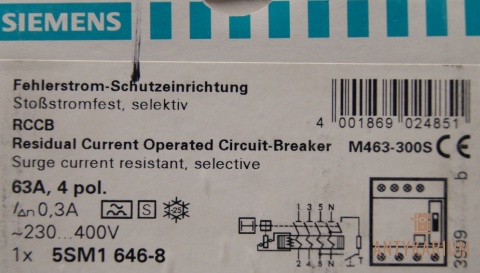 SIEMENS
Fehlerstrom-Schutzeinrichtung
Stoßstromfest, selektiv
RCCB
Residual Current Operated Circuit-Breaker
Surge current resistant, selective
4 001869 024851
M463-300S CE
63A, 4 pol.
I∆n 0,3A S -25
~230...400V
1x 5SM1 646-8
1 3 5 N
2 4 6 N
3999 b